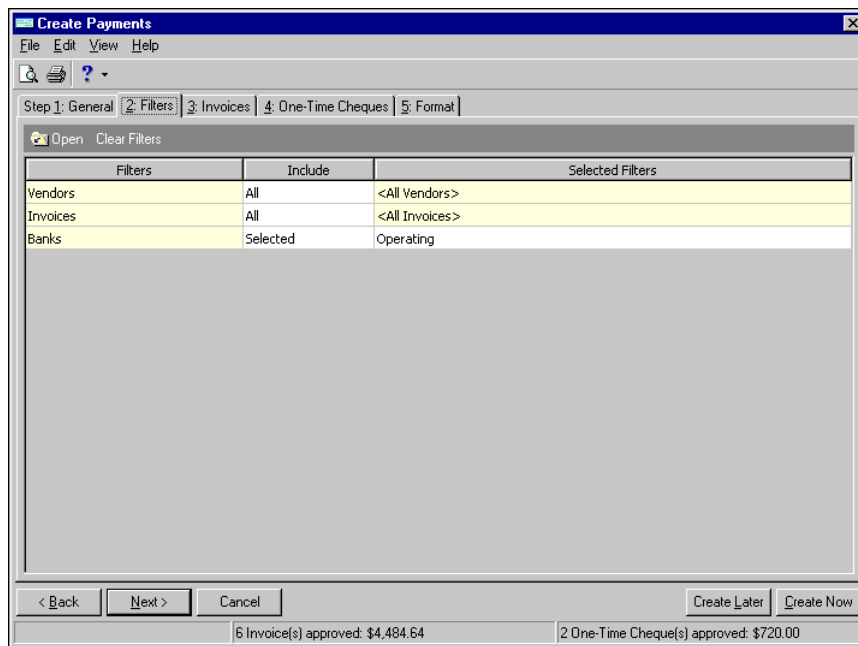 Create Payments
File Edit View Help
?
Step 1: General 2: Filters 3: Invoices 4: One-Time Cheques 5: Format
Open Clear Filters
Filters Include Selected Filters
Vendors All <All Vendors>
Invoices All <All Invoices>
Banks Selected Operating
< Back Next > Cancel Create Later Create Now
6 Invoice(s) approved: $4,484.64 2 One-Time Cheque(s) approved: $720.00